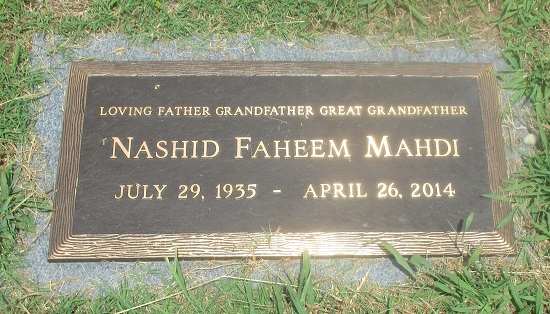 LOVING FATHER GRANDFATHER GREAT GRANDFATHER
NASHID FAHEEM MAHDI
JULY 29, 1935 - APRIL 26, 2014